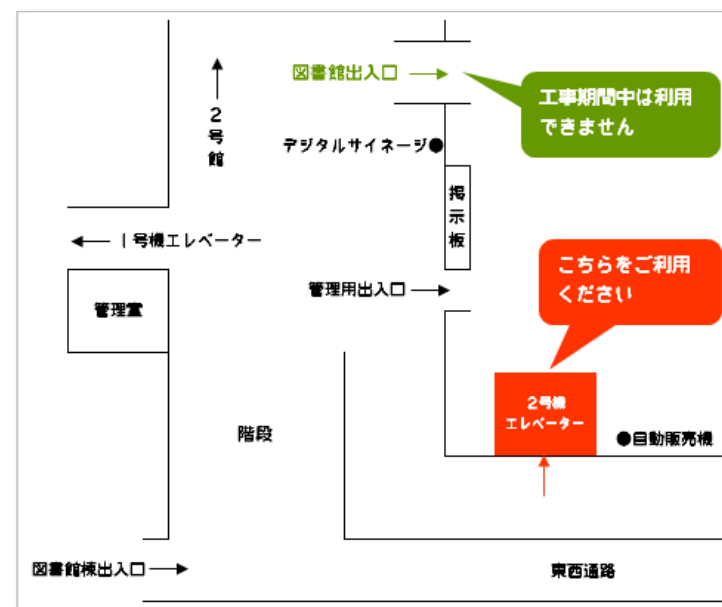 図書館出入口
工事期間中は利用
できません
2号館
デジタルサイネージ
掲示板
1号機エレベーター
こちらをご利用
ください
管理用出入口
管理室
2号機
エレベーター
階段
自動販売機
図書館棟出入口
東西通路